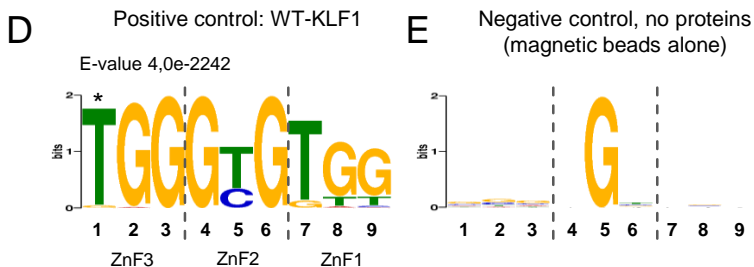 D
Positive control: WT-KLF1
E-value 4,0e-2242
2
1
0
bits
*
T G G G T G T G G
C G T T
1 2 3 4 5 6 7 8 9
ZnF3 ZnF2 ZnF1
E
Negative control, no proteins
(magnetic beads alone)
2
1
0
bits
G
1 2 3 4 5 6 7 8 9